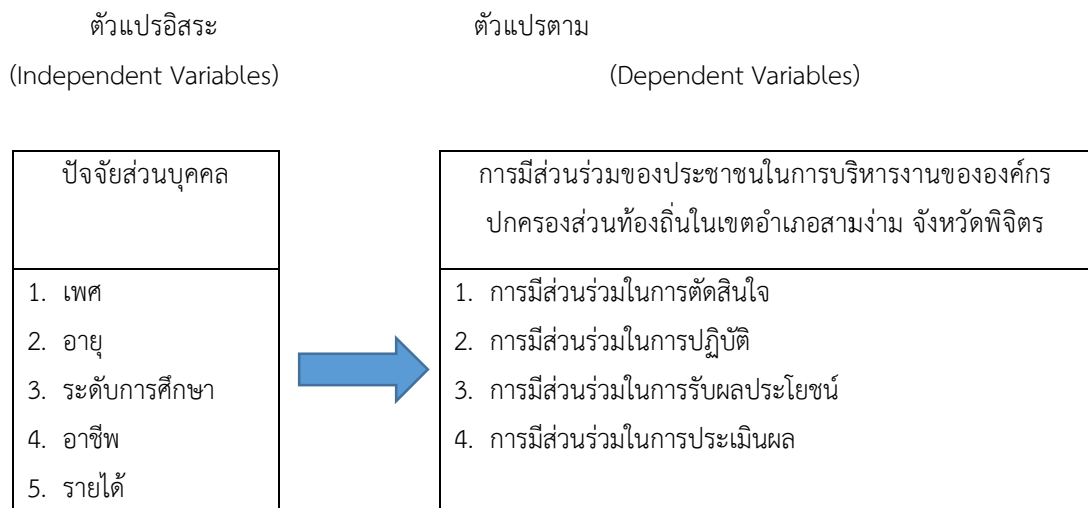 ตัวแปรอิสระ
(Independent Variables)
ตัวแปรตาม
(Dependent Variables)
ปัจจัยส่วนบุคคล
1. เพศ
2. อายุ
3. ระดับการศึกษา
4. อาชีพ
5. รายได้
การมีส่วนร่วมของประชาชนในการบริหารงานขององค์กร
ปกครองส่วนท้องถิ่นในเขตอำเภอสามง่าม จังหวัดพิจิตร
1. การมีส่วนร่วมในการตัดสินใจ
2. การมีส่วนร่วมในการปฏิบัติ
3. การมีส่วนร่วมในการรับผลประโยชน์
4. การมีส่วนร่วมในการประเมินผล